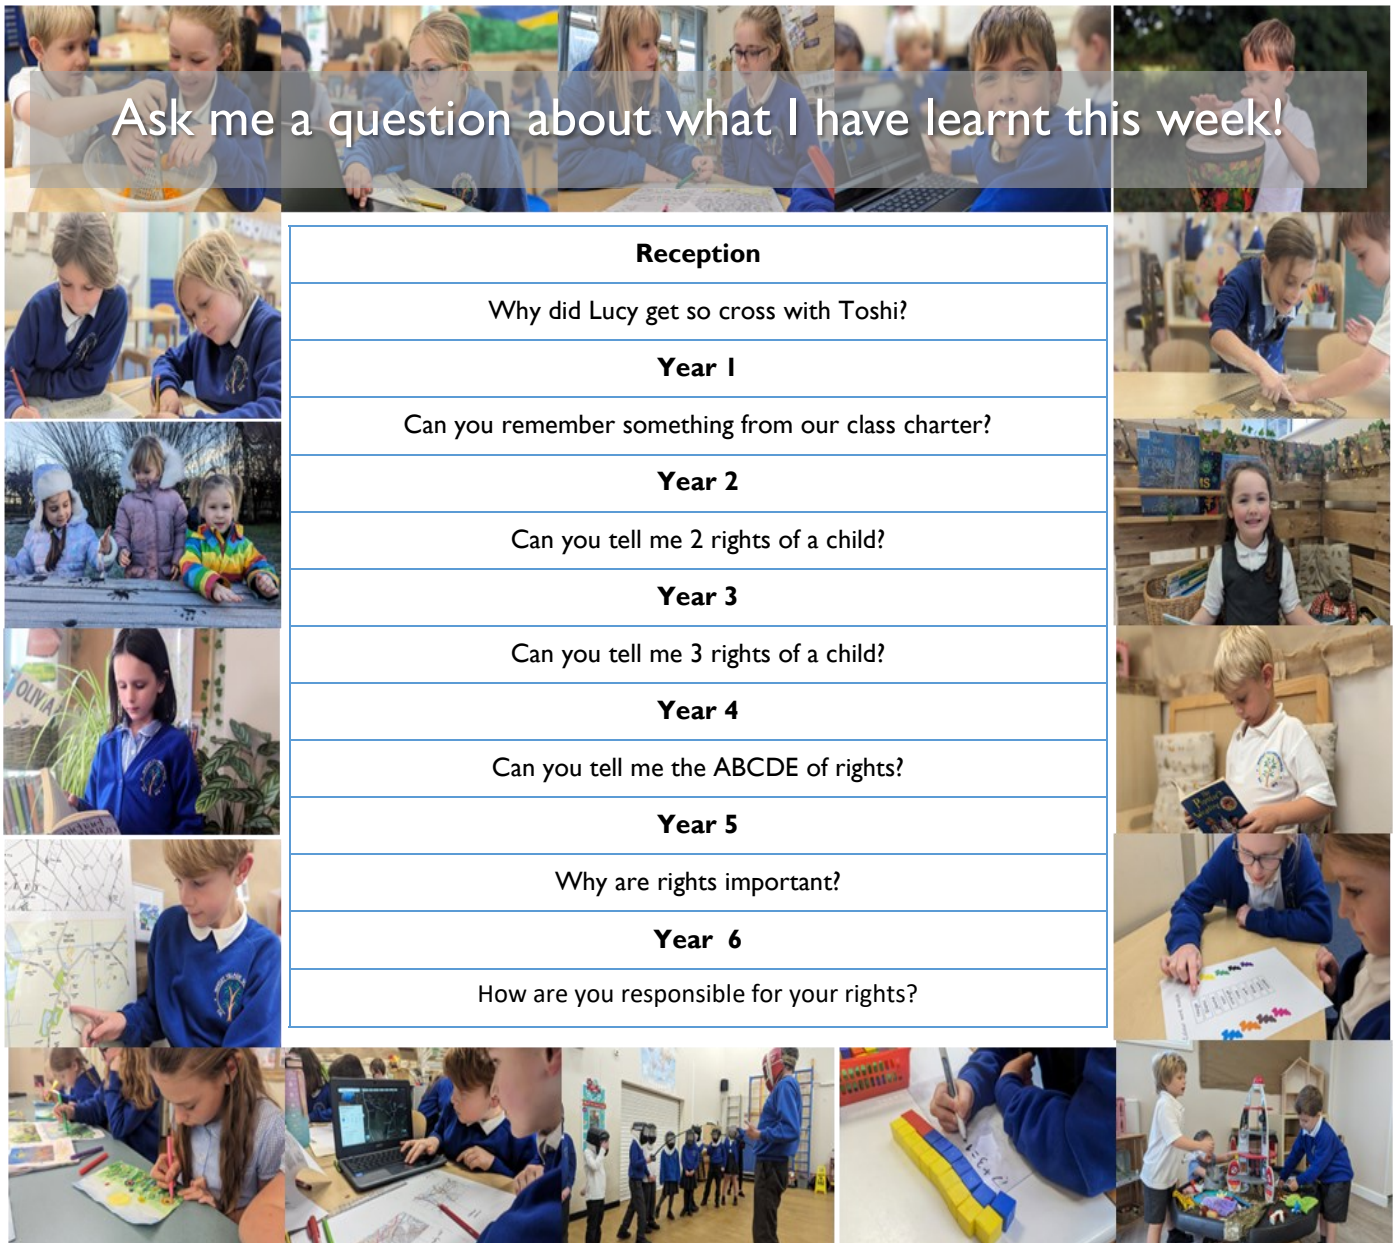 Ask me a question about what I have learnt this week!
Reception
Why did Lucy get so cross with Toshi?
Year 1
Can you remember something from our class charter?
Year 2
Can you tell me 2 rights of a child?
Year 3
Can you tell me 3 rights of a child?
Year 4
Can you tell me the ABCDE of rights?
Year 5
Why are rights important?
Year 6
How are you responsible for your rights?
OLIVIA